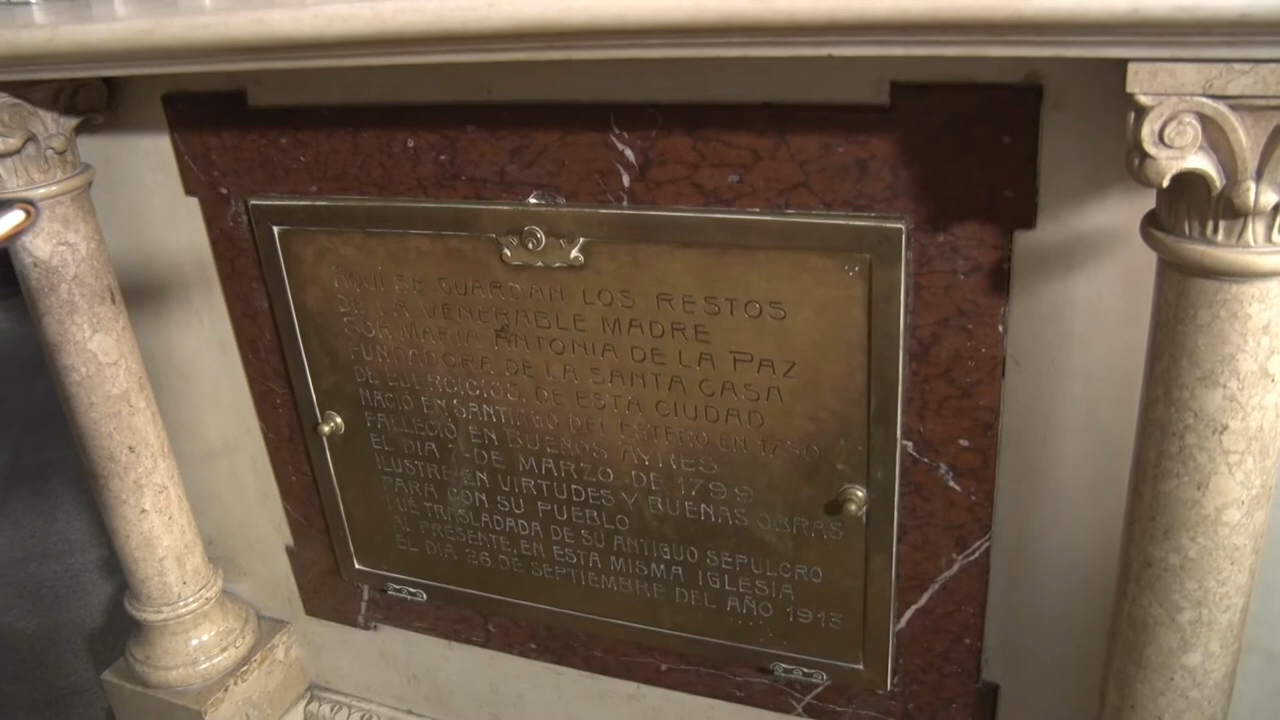 AQUÍ SE GUARDAN LOS RESTOS
DE LA VENERABLE MADRE
SOR MARIA ANTONIA DE LA PAZ
FUNDADORA DE LA SANTA CASA
DE EJERCICIOS, DE ESTA CIUDAD
NACIÓ EN SANTIAGO DEL ESTERO EN 1730
FALLECIÓ EN BUENOS AYRES
EL DIA 7 DE MARZO DE 1799
ILUSTRE EN VIRTUDES Y BUENAS OBRAS
PARA CON SU PUEBLO
FUE TRASLADADA DE SU ANTIGUO SEPULCRO
AL PRESENTE, EN ESTA MISMA IGLESIA
EL DIA 26 DE SEPTIEMBRE DEL AÑO 1913